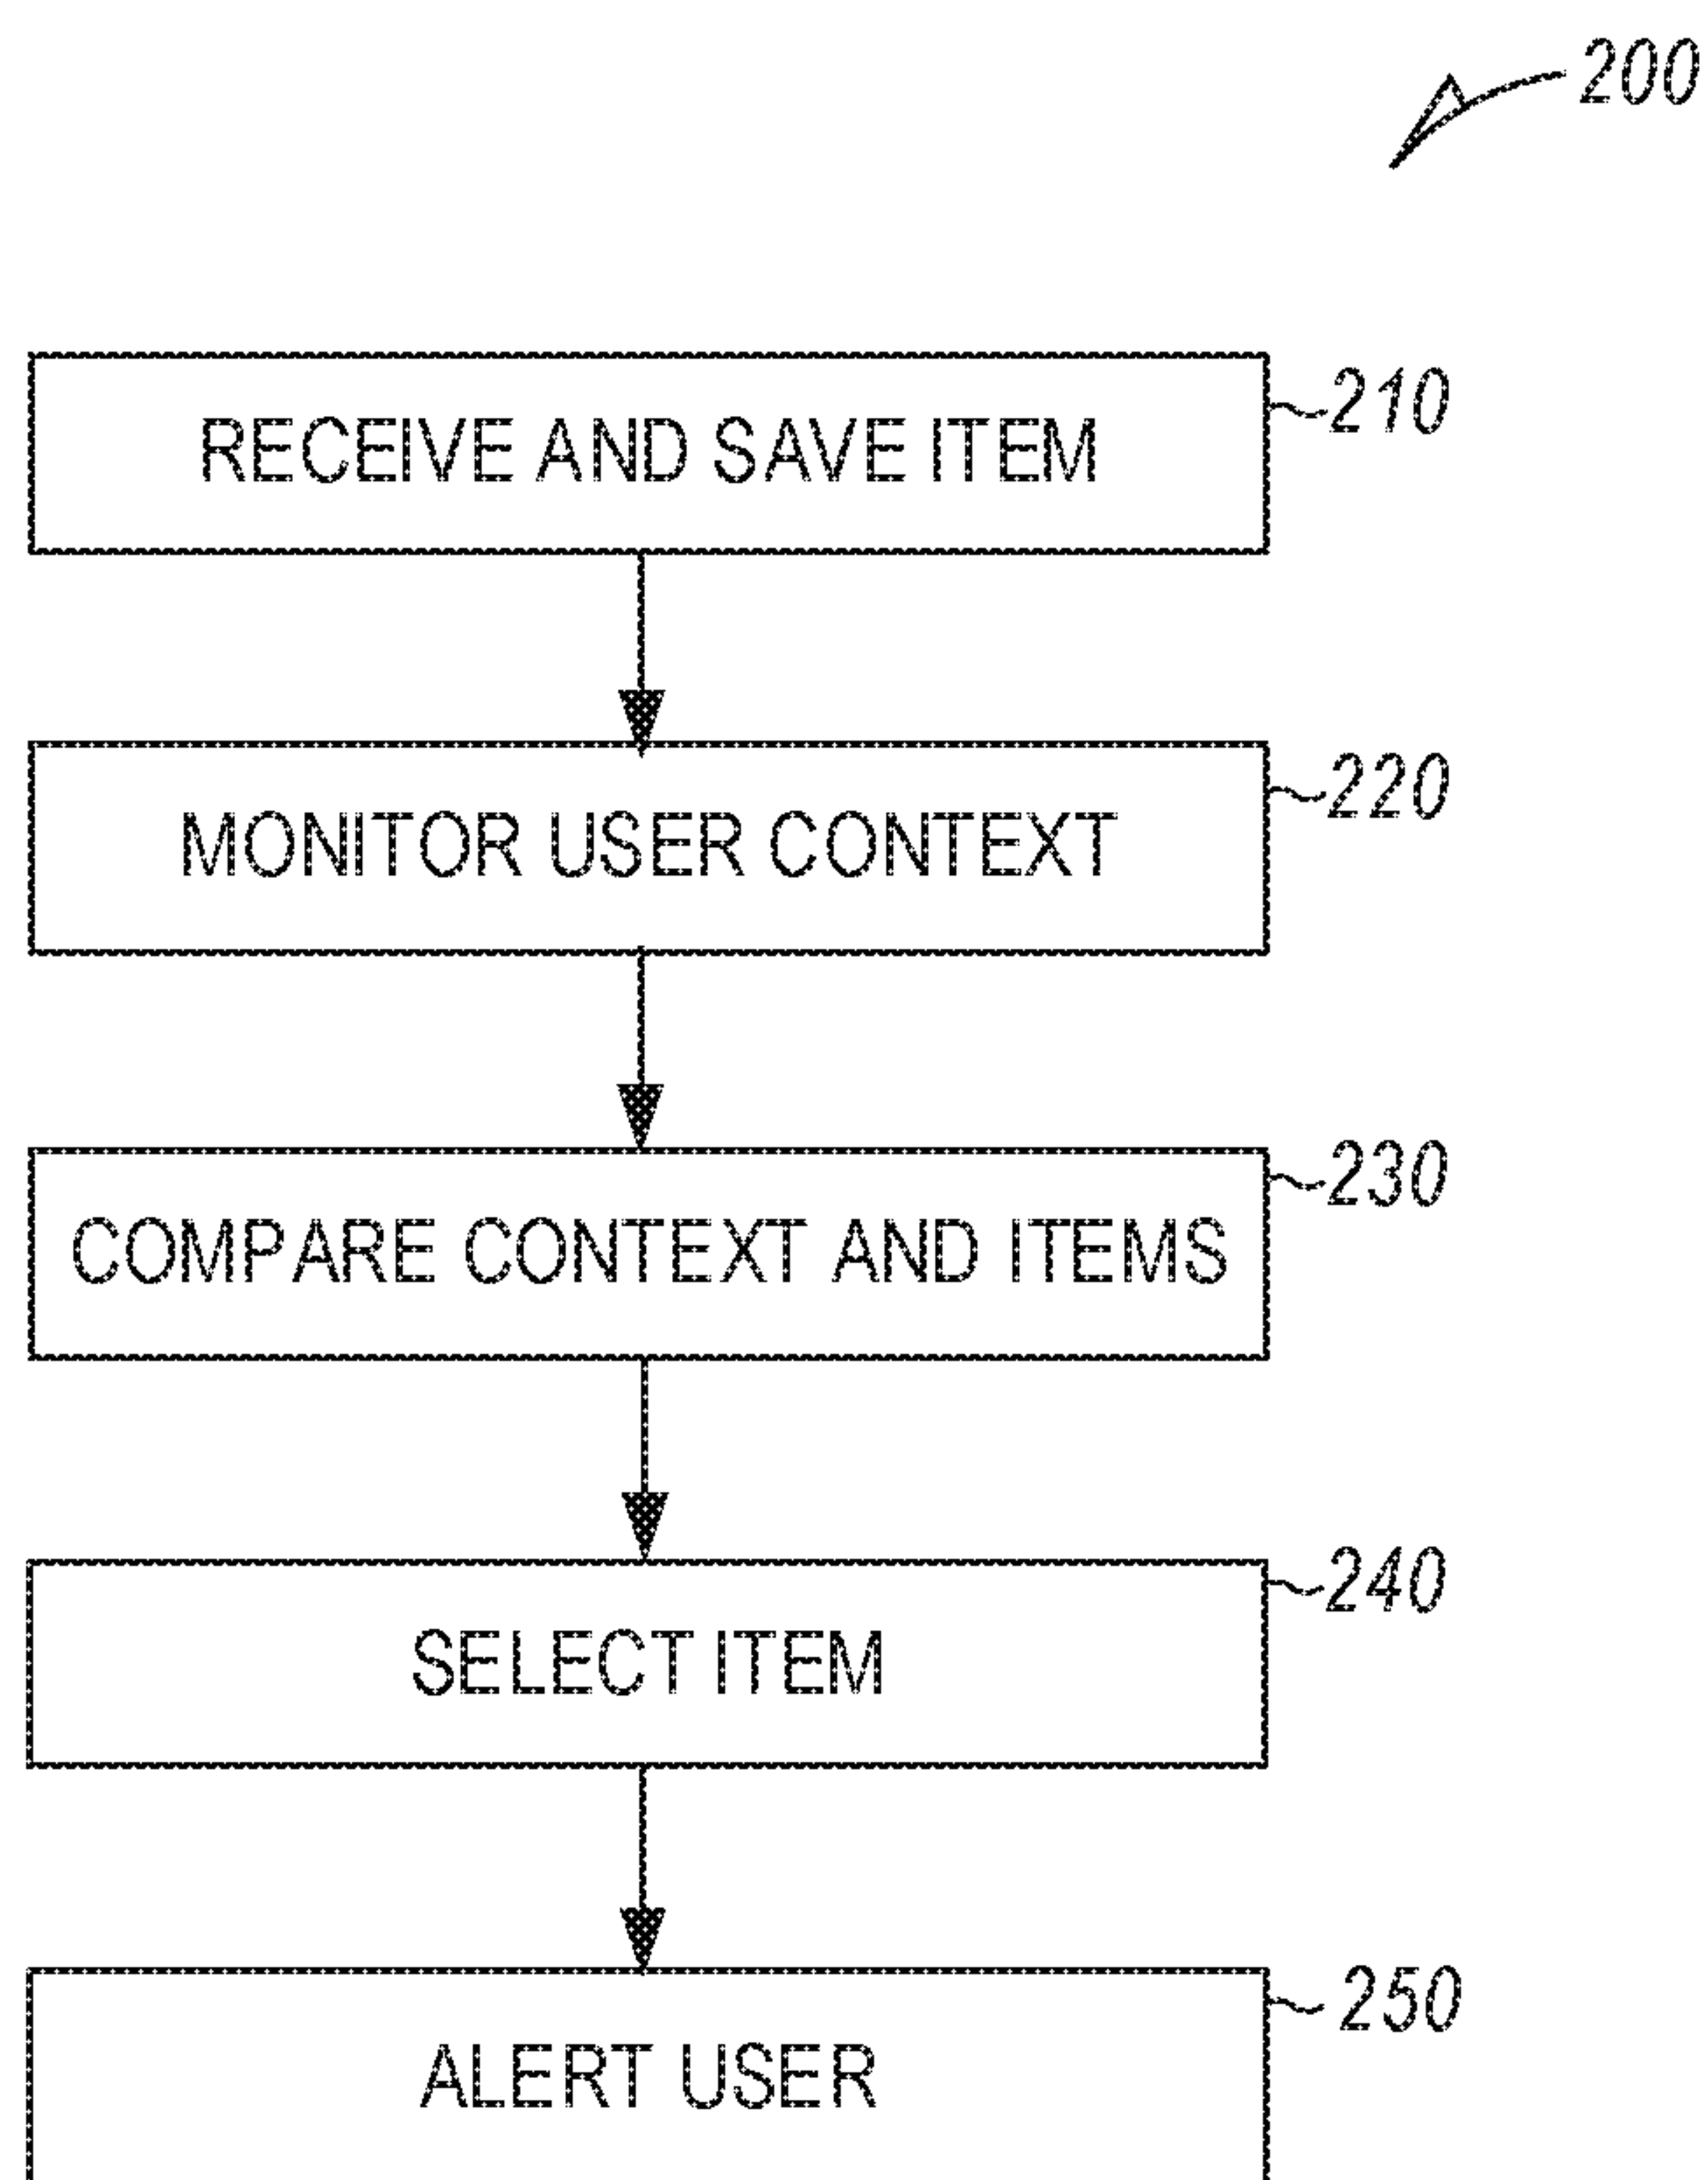 200
RECEIVE AND SAVE ITEM
210
MONITOR USER CONTEXT
220
COMPARE CONTEXT AND ITEMS
230
SELECT ITEM
240
ALERT USER
250